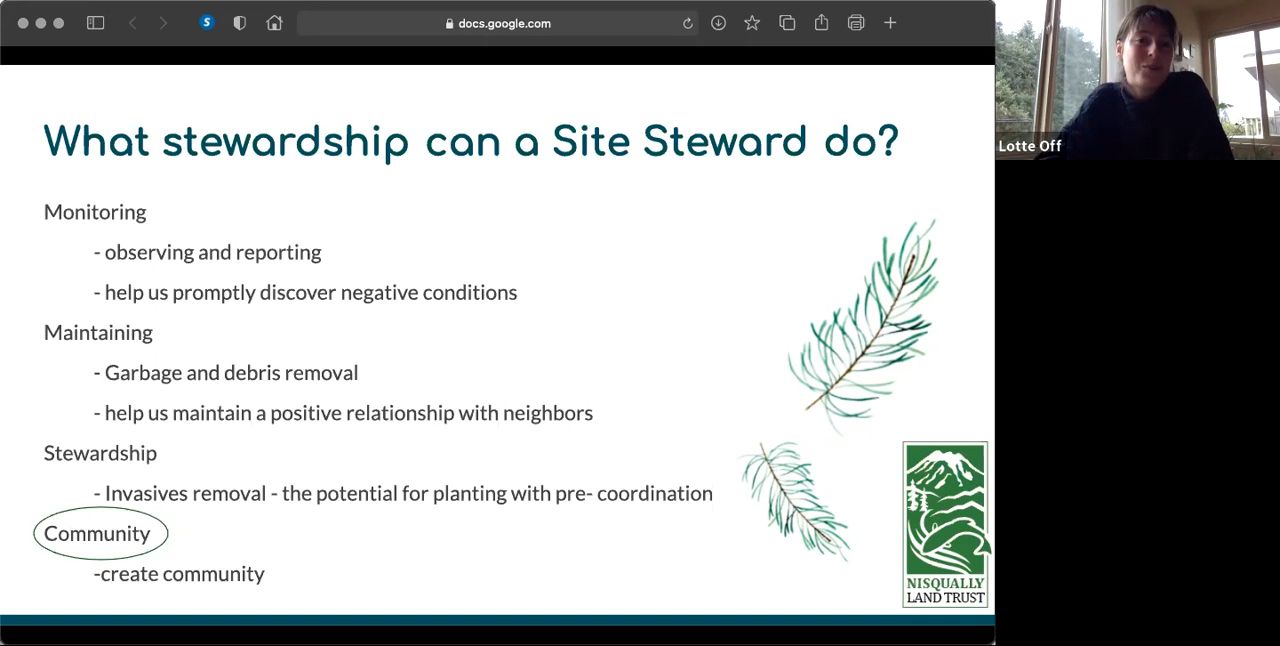 docs.google.com
What stewardship can a Site Steward do?
Monitoring
- observing and reporting
- help us promptly discover negative conditions
Maintaining
- Garbage and debris removal
- help us maintain a positive relationship with neighbors
Stewardship
- Invasives removal - the potential for planting with pre- coordination
Community
-create community
NISQUALLY
LAND TRUST
Lotte Off